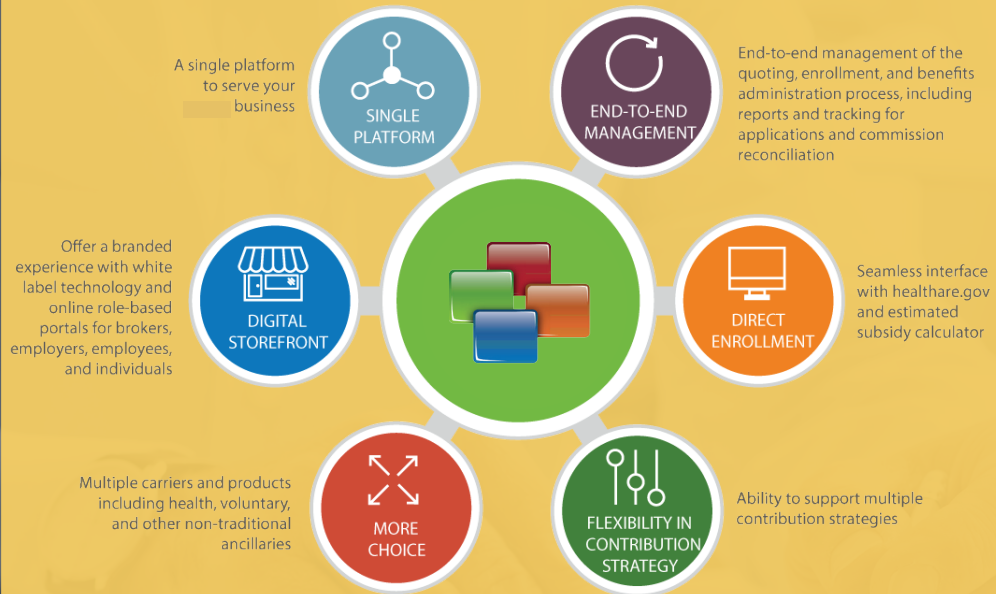 A single platform
to serve your
business
SINGLE
PLATFORM
END-TO-END
MANAGEMENT
End-to-end management of the
quoting, enrollment, and benefits
administration process, including
reports and tracking for
applications and commission
reconciliation
Offer a branded
experience with white
label technology and
online role-based
portals for brokers,
employers, employees,
and individuals
DIGITAL
STOREFRONT
DIRECT
ENROLLMENT
Seamless interface
with healthare.gov
and estimated
subsidy calculator
Multiple carriers and products
including health, voluntary,
and other non-traditional
ancillaries
MORE
CHOICE
FLEXIBILITY IN
CONTRIBUTION
STRATEGY
Ability to support multiple
contribution strategies